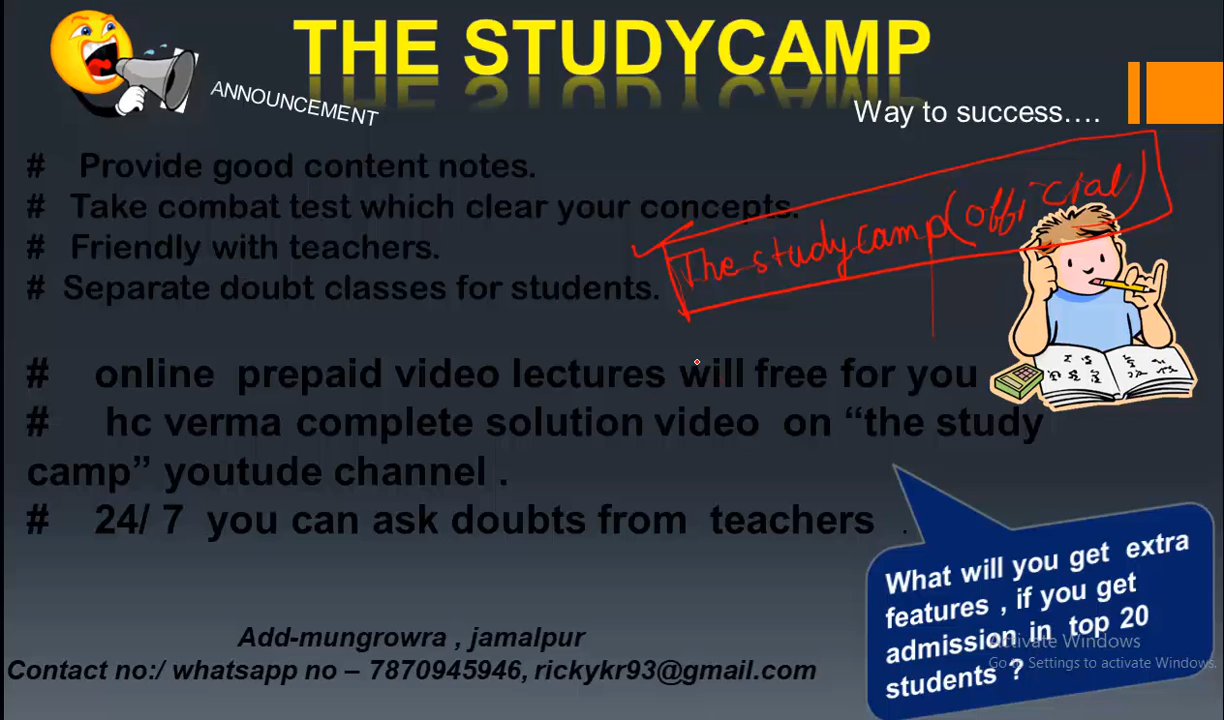 THE STUDYCAMP
ANNOUNCEMENT
Way to success….
# Provide good content notes.
# Take combat test which clear your concepts.
# Friendly with teachers.
# Separate doubt classes for students.
The studycamp(official)
# online prepaid video lectures will free for you
# hc verma complete solution video on “the study
camp” youtude channel .
# 24/ 7 you can ask doubts from teachers .
What will you get extra
features , if you get
admission in top 20
students ?
Activate Windows
Go to Settings to activate Windows.
Add-mungrowra , jamalpur
Contact no:/ whatsapp no – 7870945946, rickykr93@gmail.com